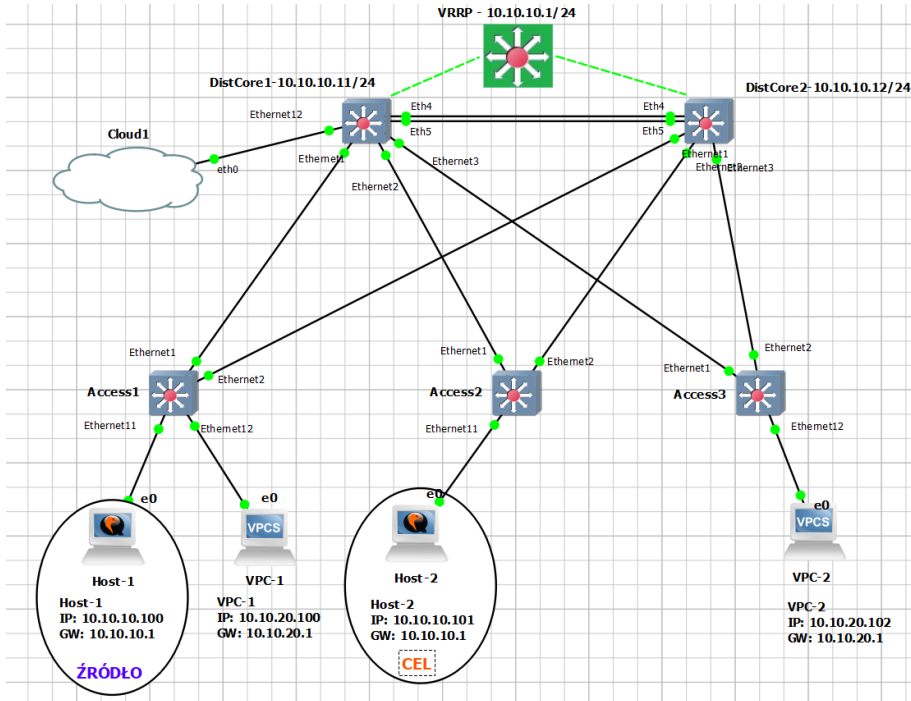 VRRP - 10.10.10.1/24
DistCore1-10.10.10.11/24
DistCore2-10.10.10.12/24
Ethernet12
Eth4
Eth4
Cloud1
Eth5
Eth5
eth0
Ethernet1
Ethernet3
Ethernet1
Ethernet2
Ethernet2
Ethernet3
Ethernet1
Ethernet2
Ethernet1
Ethernet2
Ethernet1
Ethernet2
Access1
Access2
Access3
Ethernet11
Ethernet12
Ethernet11
Ethernet12
e0
e0
e0
e0
VPCS
VPCS
Host-1
VPC-1
Host-2
VPC-2
Host-1
IP: 10.10.10.100
GW: 10.10.10.1
VPC-1
IP: 10.10.20.100
GW: 10.10.20.1
Host-2
IP: 10.10.10.101
GW: 10.10.10.1
VPC-2
IP: 10.10.20.102
GW: 10.10.20.1
ŹRÓDŁO
CEL